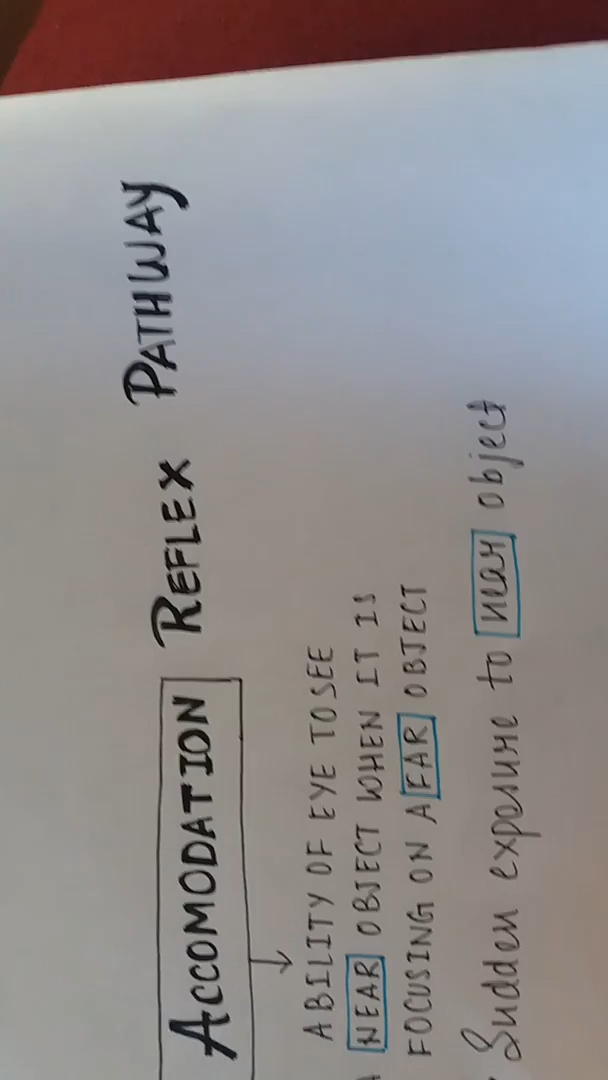 ACCOMODATION REFLEX PATHWAY
ABILITY OF EYE TO SEE
A NEAR OBJECT WHEN IT IS
FOCUSING ON A FAR OBJECT
Sudden exposure to near object